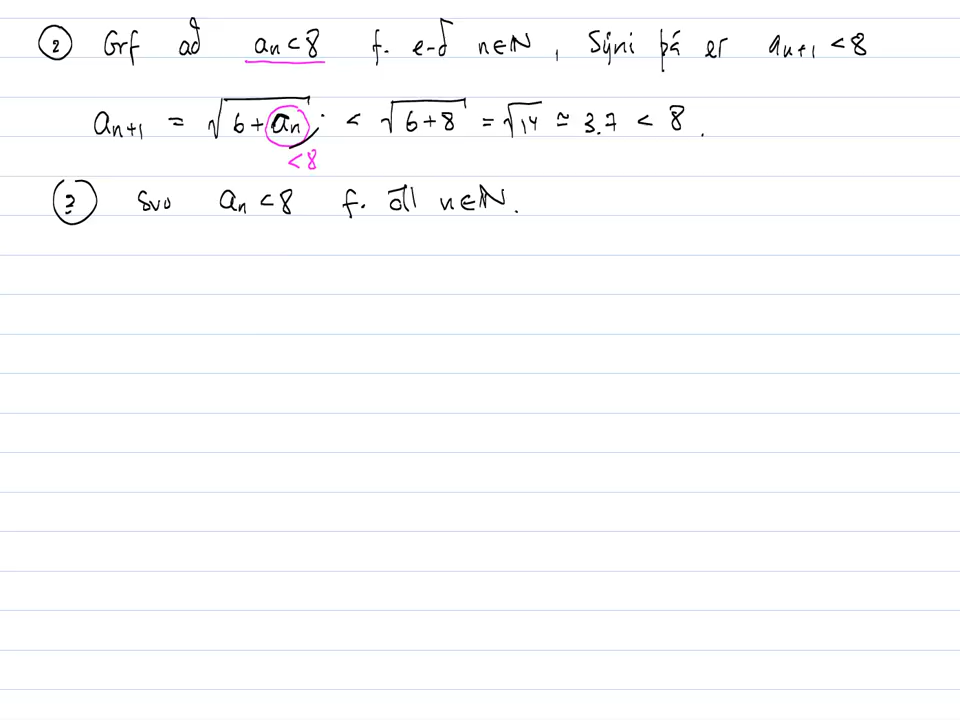 ② Grf að aₙ < 8 f. e-ð n∈ℕ, Sýni þá er aₙ₊₁ < 8
aₙ₊₁ = √(6+aₙ) < √(6+8) = √14 ≃ 3.7 < 8.
< 8
③ Svo aₙ < 8 f. öll n∈ℕ.